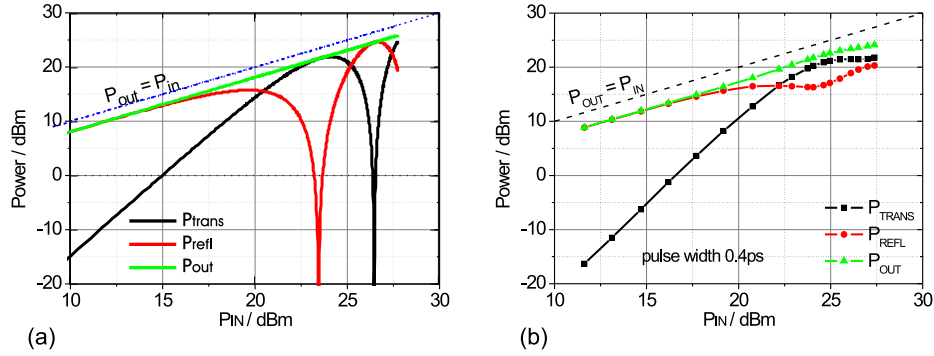 30
20
10
0
-10
-20
10
15
20
25
30
Power / dBm
PIN / dBm
Pout = Pin
Ptrans
Prefl
Pout
(a)
30
20
10
0
-10
20
10
15
20
25
30
Power / dBm
PIN / dBm
POUT = PIN
pulse width 0.4ps
PTRANS
PREFL
POUT
(b)